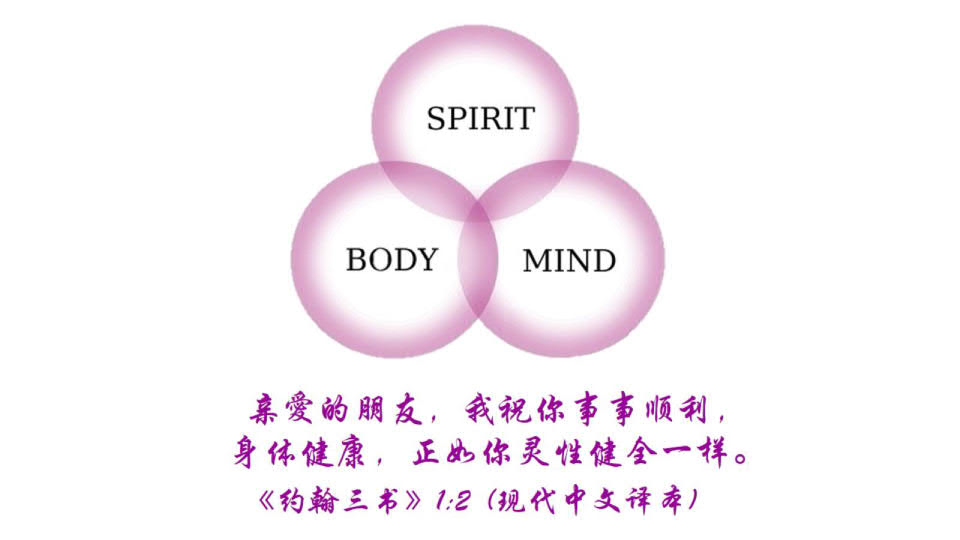 SPIRIT
BODY MIND
亲愛的朋友，我祝你事事顺利，
身体健康，正如你灵性健全一样。
《约翰三书》1:2 (现代中文译本)